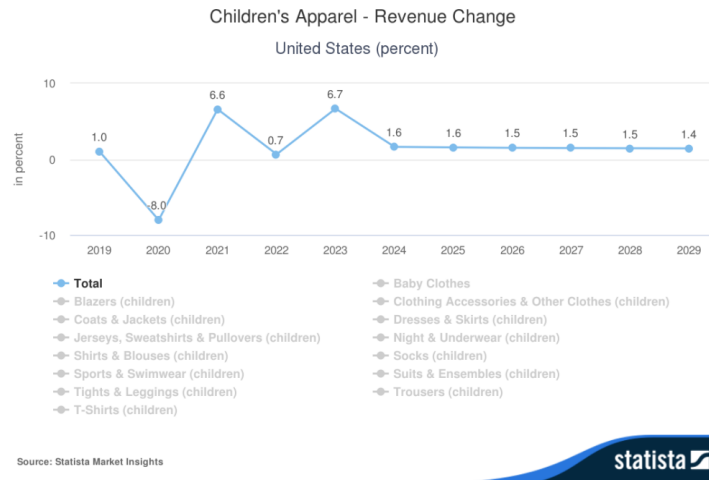 Children's Apparel - Revenue Change
United States (percent)
in percent
10
0
-10
1.0
-8.0
6.6
0.7
6.7
1.6
1.6
1.5
1.5
1.5
1.4
2019 2020 2021 2022 2023 2024 2025 2026 2027 2028 2029
Total
Blazers (children)
Coats & Jackets (children)
Jerseys, Sweatshirts & Pullovers (children)
Shirts & Blouses (children)
Sports & Swimwear (children)
Tights & Leggings (children)
T-Shirts (children)
Baby Clothes
Clothing Accessories & Other Clothes (children)
Dresses & Skirts (children)
Night & Underwear (children)
Socks (children)
Suits & Ensembles (children)
Trousers (children)
Source: Statista Market Insights
statista